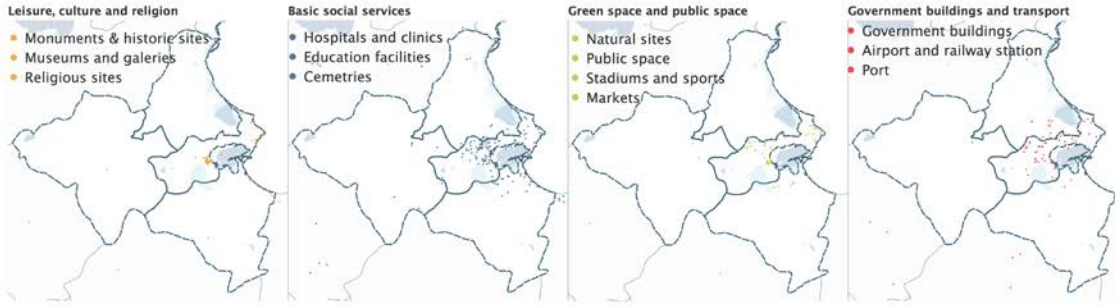 Leisure, culture and religion
Monuments & historic sites
Museums and galeries
Religious sites
Basic social services
Hospitals and clinics
Education facilities
Cemetries
Green space and public space
Natural sites
Public space
Stadiums and sports
Markets
Government buildings and transport
Government buildings
Airport and railway station
Port